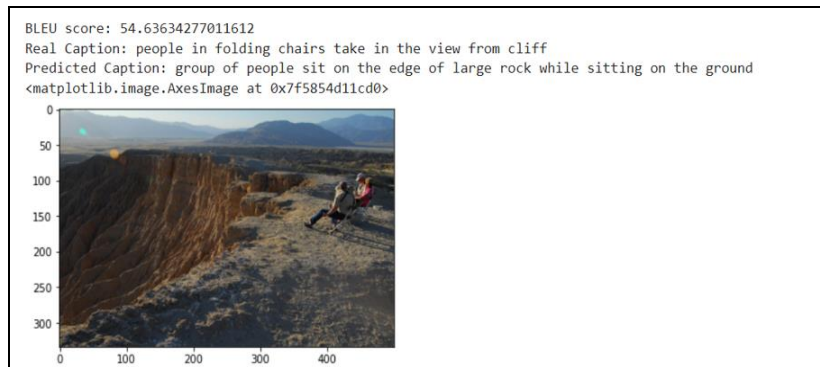 BLEU score: 54.63634277011612
Real Caption: people in folding chairs take in the view from cliff
Predicted Caption: group of people sit on the edge of large rock while sitting on the ground
<matplotlib.image.AxesImage at 0x7f5854d11cd0>
0
50
100
150
200
250
300
0 100 200 300 400